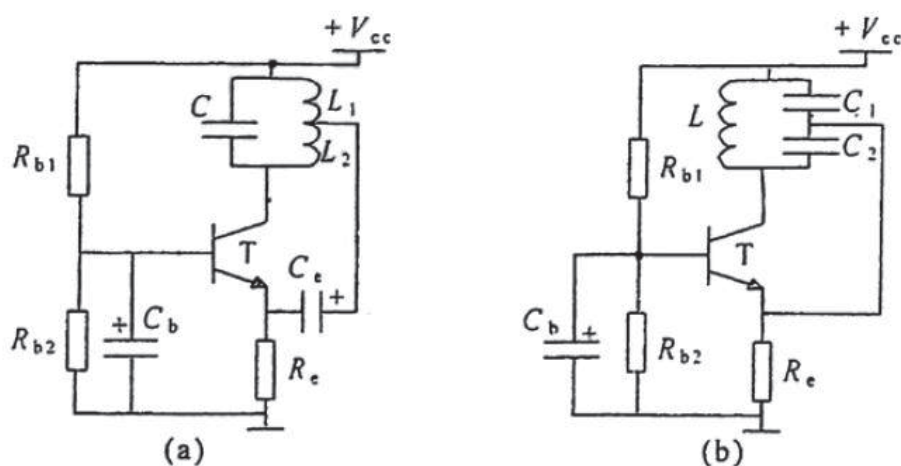 + Vcc
C
L1
L2
Rb1
T
Ce
+
+
Cb
Rb2
Re
(a)
+ Vcc
L
C1
C2
Rb1
T
Cb
+
Rb2
Re
(b)